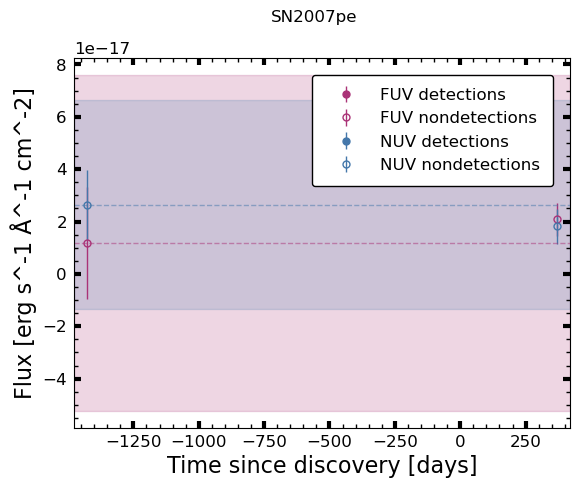 SN2007pe
1e−17
8
6
4
2
0
−2
−4
Flux [erg s^-1 Å^-1 cm^-2]
FUV detections
FUV nondetections
NUV detections
NUV nondetections
−1250 −1000 −750 −500 −250 0 250
Time since discovery [days]